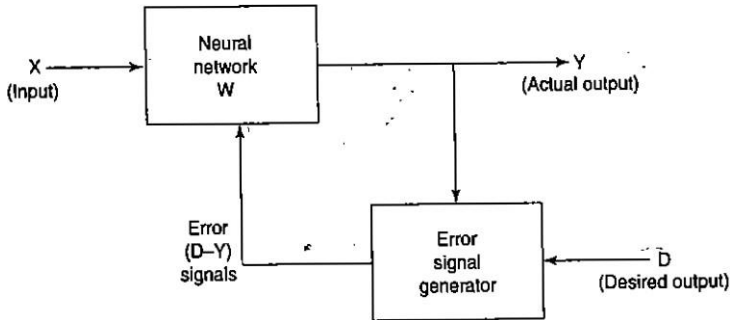 Neural
network
W
X
(Input)
Y
(Actual output)
Error
(D–Y)
signals
Error
signal
generator
D
(Desired output)